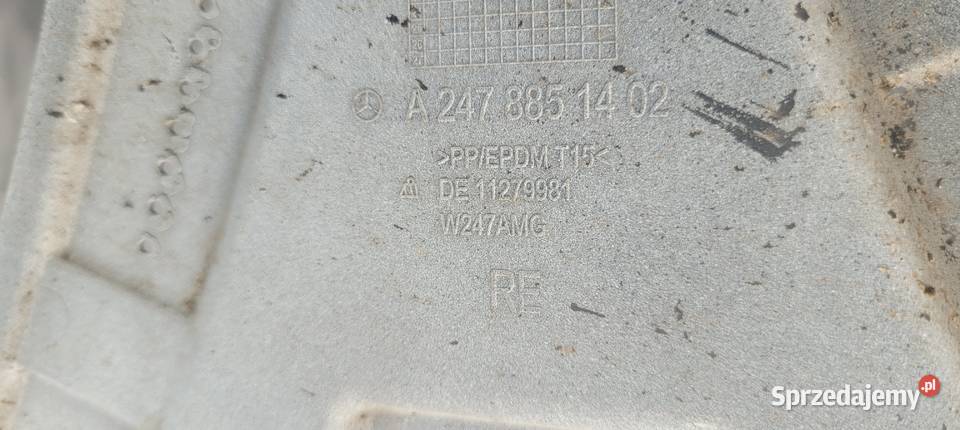 A 247 885 14 02
>PP/EPDM T15<
DE 11279981
W247AMG
RE
Sprzedajemy.pl